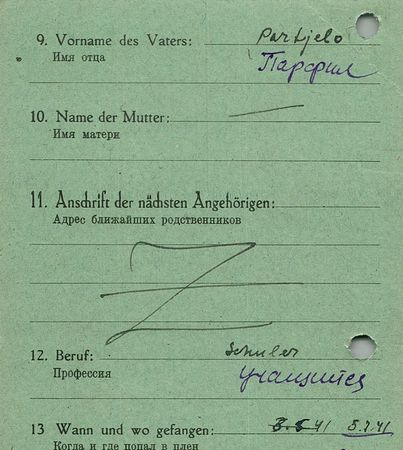 9. Vorname des Vaters: Partjelo
Имя отца Парфил
10. Name der Mutter: —
Имя матери
11. Anschrift der nächsten Angehörigen:
Адрес ближайших родственников
12. Beruf: Schuler
Профессия учащийся
13 Wann und wo gefangen: 41 5.7.41
Когда и где попал в плен